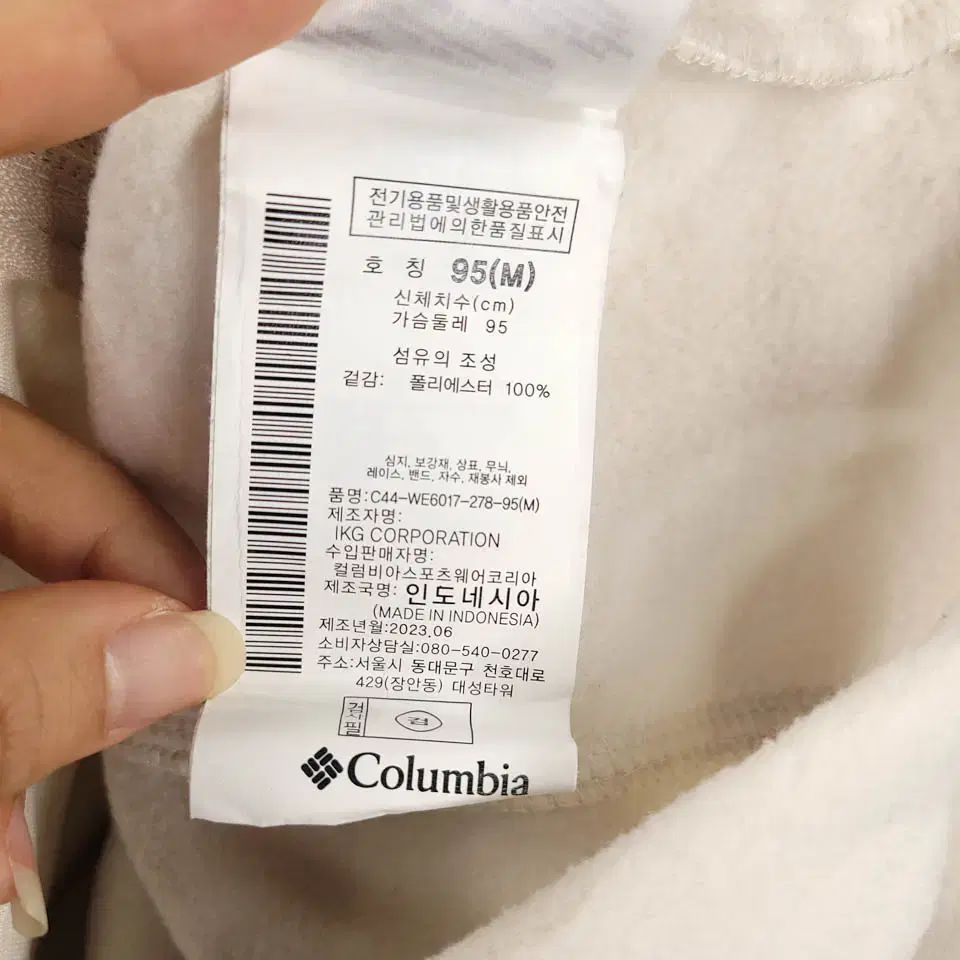 전기용품및생활용품안전
관리법에의한품질표시
호 칭 95(M)
신체치수(cm)
가슴둘레 95
섬유의 조성
겉감: 폴리에스터 100%
심지, 보강재, 상표, 무늬,
레이스, 밴드, 자수, 재봉사 제외
품명:C44-WE6017-278-95(M)
제조자명:
IKG CORPORATION
수입판매자명:
컬럼비아스포츠웨어코리아
제조국명: 인도네시아
(MADE IN INDONESIA)
제조년월:2023.06
소비자상담실:080-540-0277
주소:서울시 동대문구 천호대로
429(장안동) 대성타워
검사필 검
Columbia